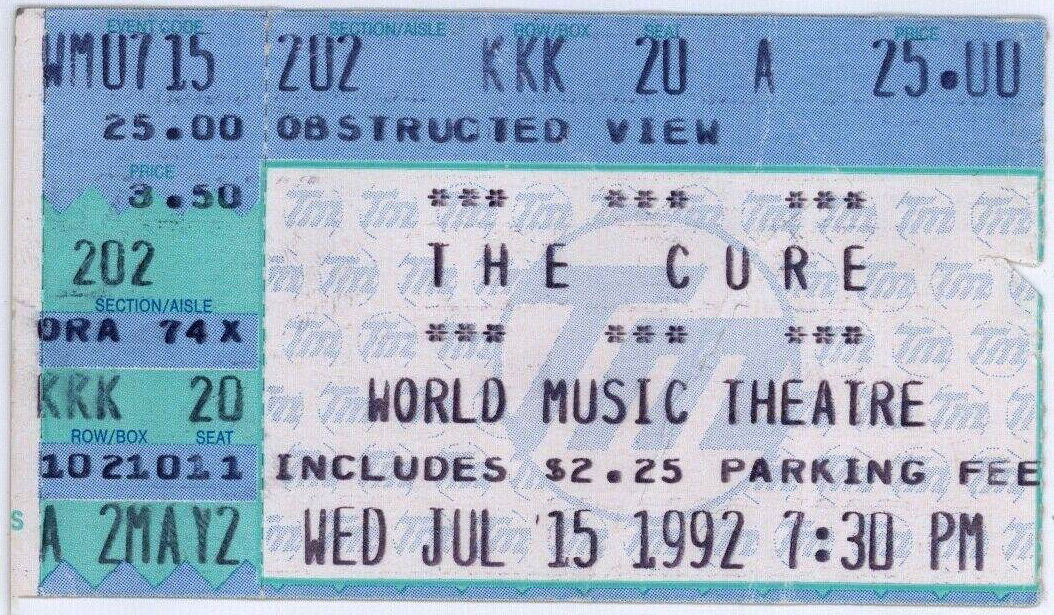 EVENT CODE SECTION/AISLE ROW/BOX SEAT PRICE
WM0715 202 KKK 20 A 25.00
25.00 OBSTRUCTED VIEW
PRICE
3.50 *** *** ***
202 THE CURE
SECTION/AISLE
ORA 74X *** *** ***
KKK 20 WORLD MUSIC THEATRE
ROW/BOX SEAT
1021011 INCLUDES $2.25 PARKING FEE
A 2MAY2 WED JUL 15 1992 7:30 PM
S